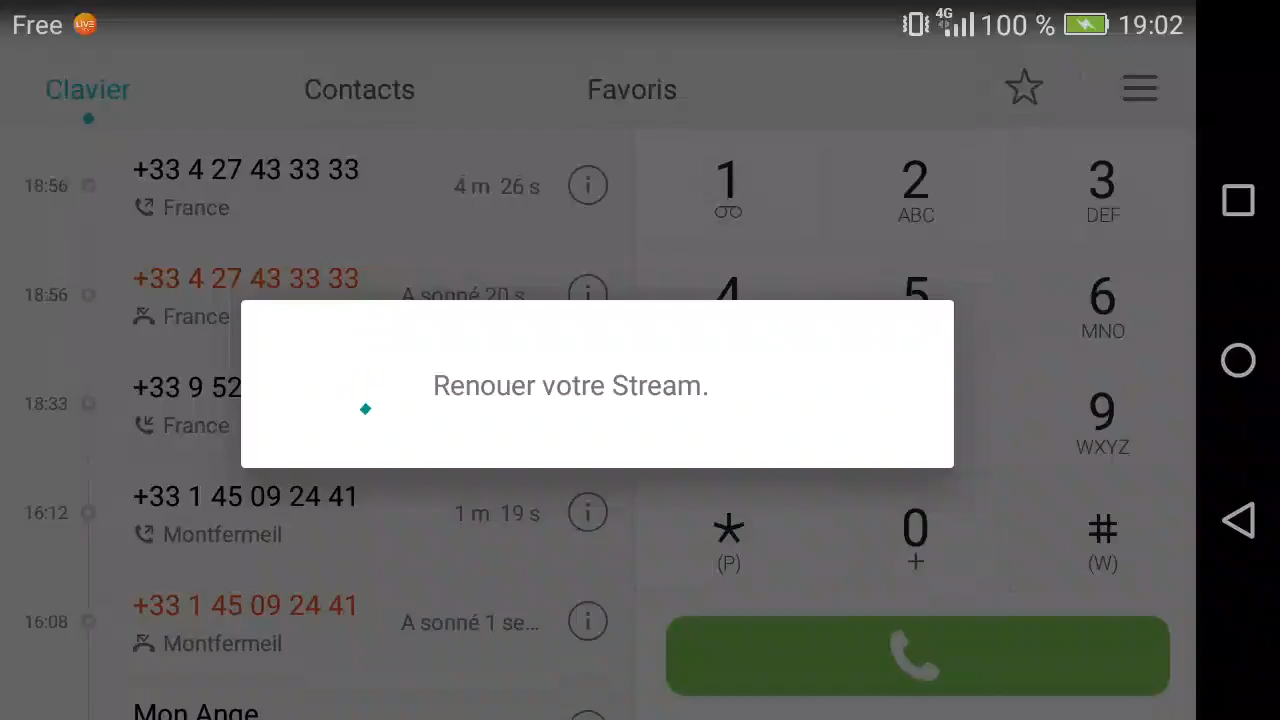 Free LIVE 4G 100 % 19:02
Clavier Contacts Favoris
18:56 +33 4 27 43 33 33 4 m 26 s i
France
18:56 +33 4 27 43 33 33 A sonné 20 s i
France
18:33 +33 9 52
France
16:12 +33 1 45 09 24 41 1 m 19 s i
Montfermeil
16:08 +33 1 45 09 24 41 A sonné 1 se... i
Montfermeil
Mon Ange
Renouer votre Stream.
1 2 3
ABC DEF
4 5 6
MNO
9
WXYZ
* 0 #
(P) + (W)